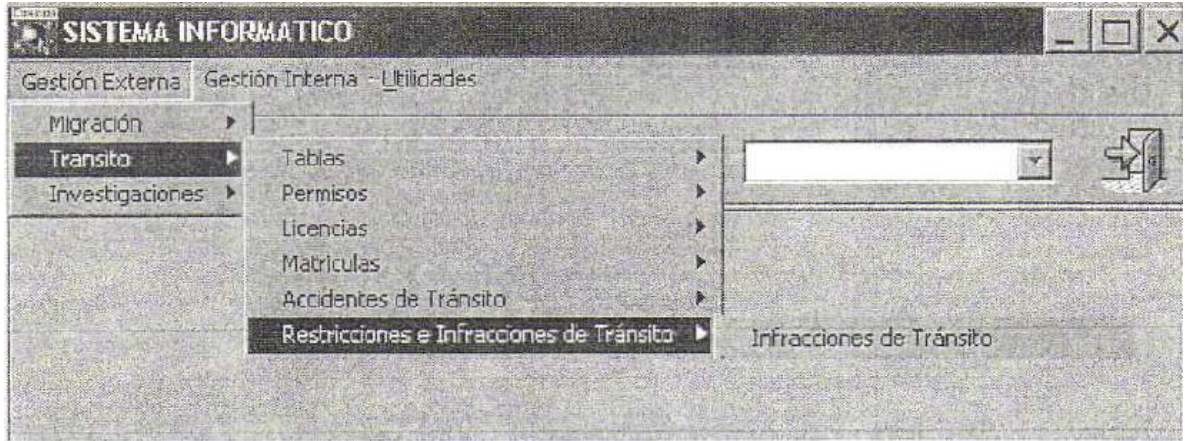 SISTEMA INFORMATICO
Gestión Externa Gestión Interna Utilidades
Migración
Transito
Investigaciones
Tablas
Permisos
Licencias
Matriculas
Accidentes de Tránsito
Restricciones e Infracciones de Tránsito
Infracciones de Tránsito